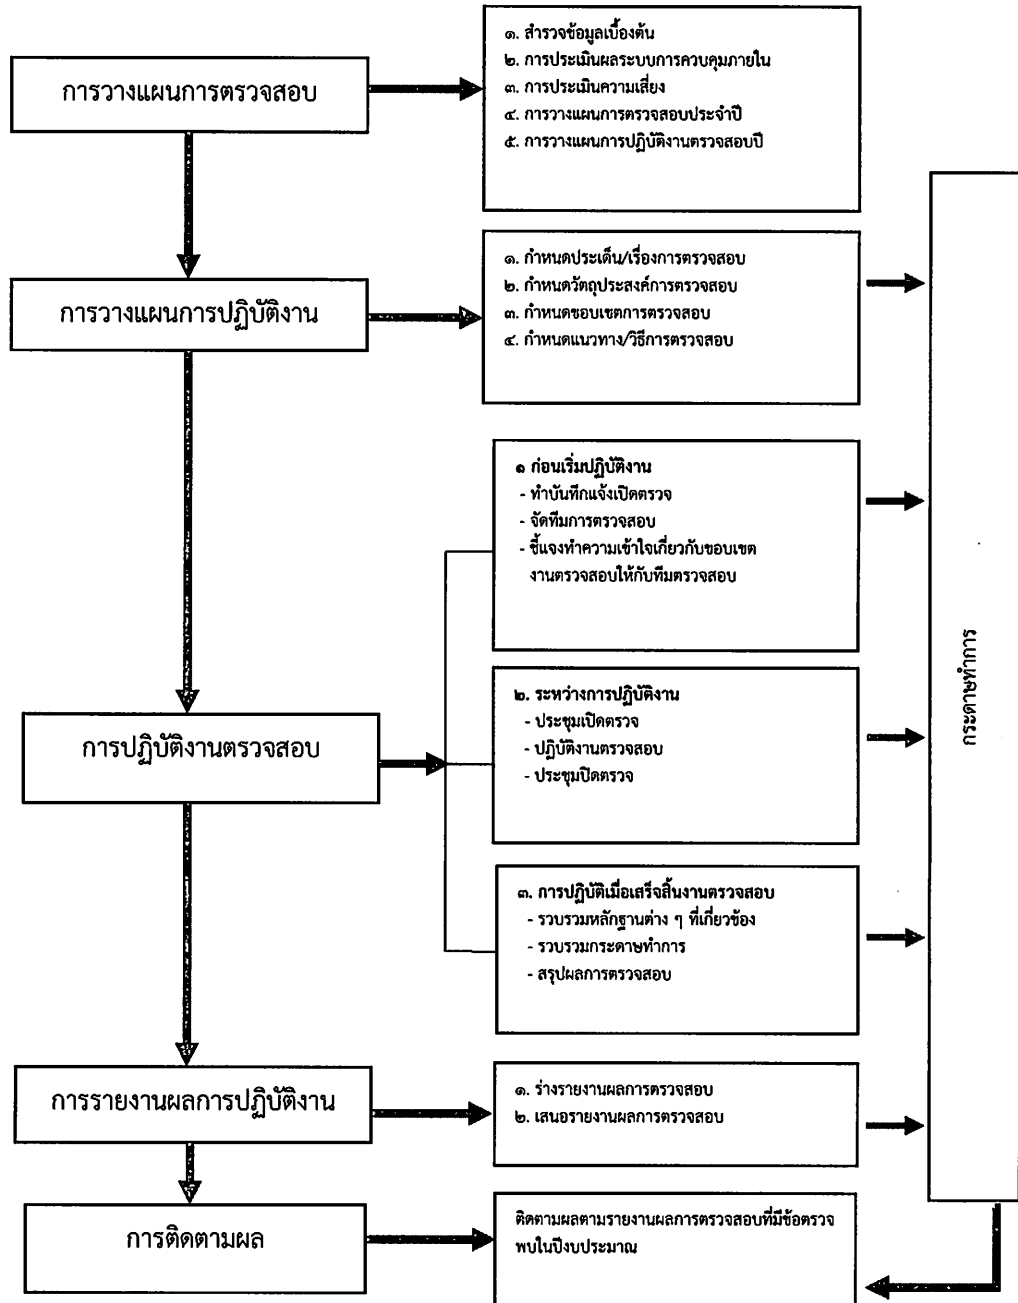 การวางแผนการตรวจสอบ
๑. สำรวจข้อมูลเบื้องต้น
๒. การประเมินผลระบบการควบคุมภายใน
๓. การประเมินความเสี่ยง
๔. การวางแผนการตรวจสอบประจำปี
๕. การวางแผนการปฏิบัติงานตรวจสอบปี
การวางแผนการปฏิบัติงาน
๑. กำหนดประเด็น/เรื่องการตรวจสอบ
๒. กำหนดวัตถุประสงค์การตรวจสอบ
๓. กำหนดขอบเขตการตรวจสอบ
๔. กำหนดแนวทาง/วิธีการตรวจสอบ
การปฏิบัติงานตรวจสอบ
๑ ก่อนเริ่มปฏิบัติงาน
- ทำบันทึกแจ้งเปิดตรวจ
- จัดทีมการตรวจสอบ
- ชี้แจงทำความเข้าใจเกี่ยวกับขอบเขต
งานตรวจสอบให้กับทีมตรวจสอบ
๒. ระหว่างการปฏิบัติงาน
- ประชุมเปิดตรวจ
- ปฏิบัติงานตรวจสอบ
- ประชุมปิดตรวจ
๓. การปฏิบัติเมื่อเสร็จสิ้นงานตรวจสอบ
- รวบรวมหลักฐานต่าง ๆ ที่เกี่ยวข้อง
- รวบรวมกระดาษทำการ
- สรุปผลการตรวจสอบ
กระดาษทำการ
การรายงานผลการปฏิบัติงาน
๑. ร่างรายงานผลการตรวจสอบ
๒. เสนอรายงานผลการตรวจสอบ
การติดตามผล
ติดตามผลตามรายงานผลการตรวจสอบที่มีข้อตรวจ
พบในปีงบประมาณ